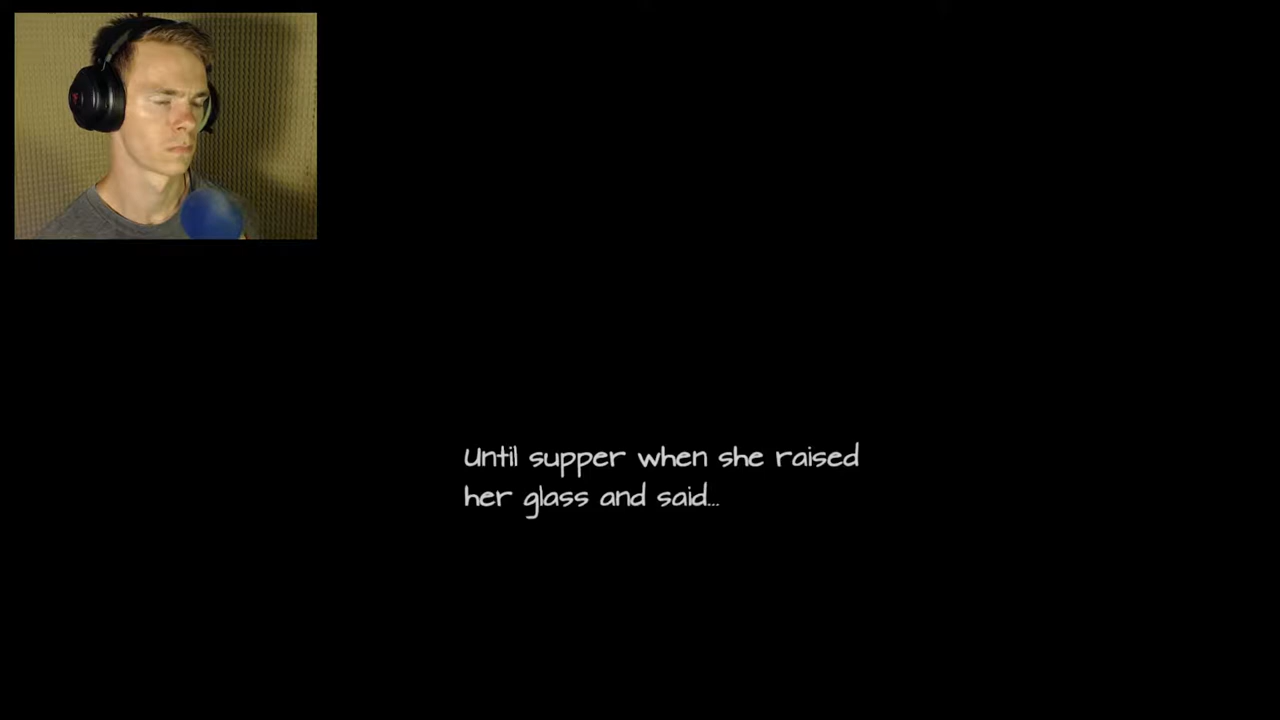 Until supper when she raised
her glass and said...